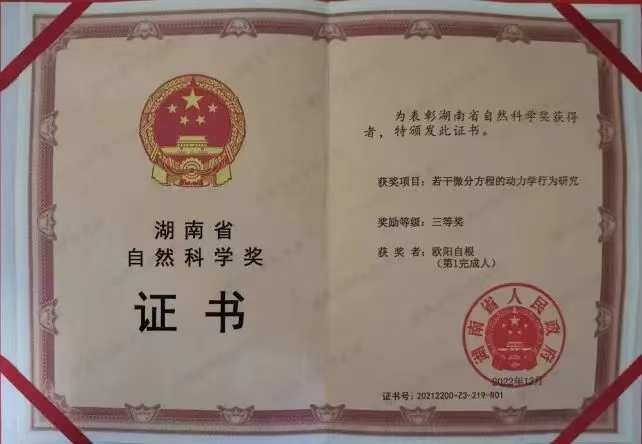 湖南省
自然科学奖
证书
为表彰湖南省自然科学奖获得
者，特颁发此证书。
获奖项目：若干微分方程的动力学行为研究
奖励等级：三等奖
获 奖 者：欧阳自根
（第1完成人）
湖南省人民政府
2022年12月
证书号：20212200-Z3-219-R01